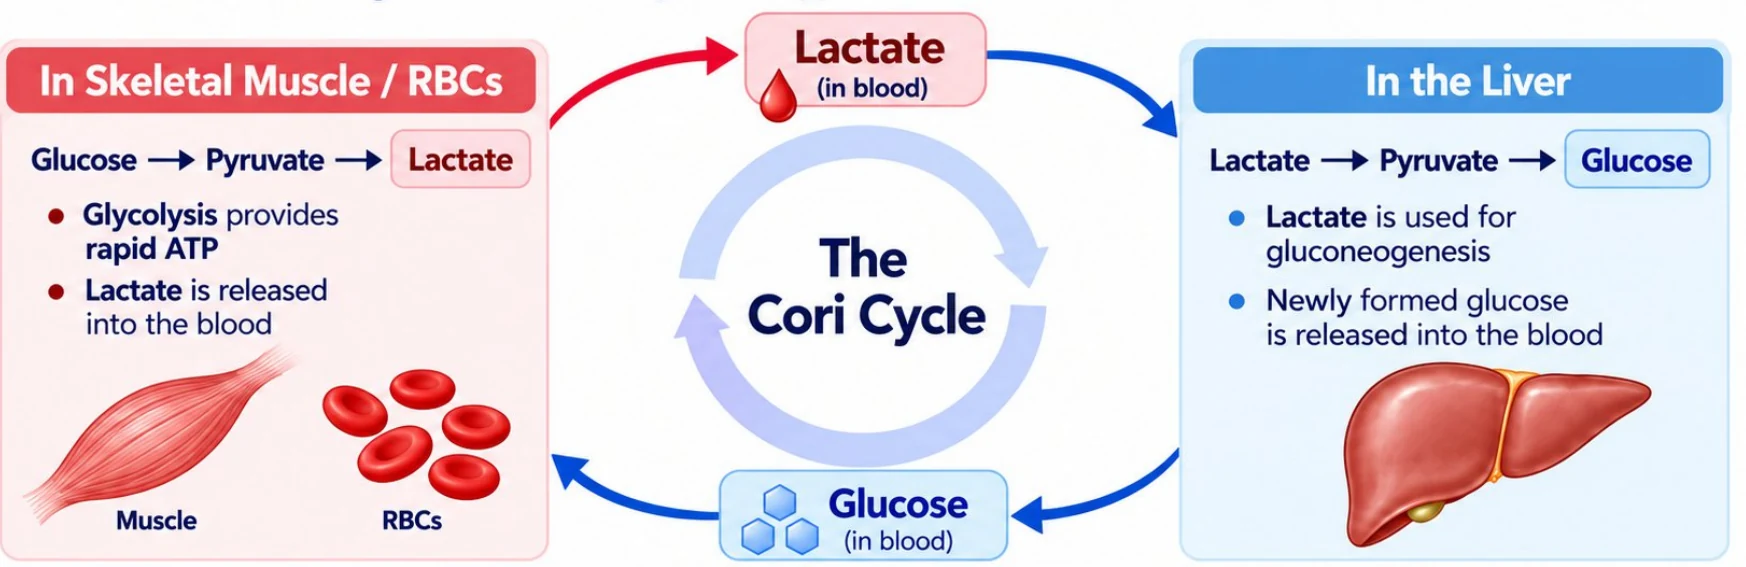 In Skeletal Muscle / RBCs
Glucose → Pyruvate → Lactate
• Glycolysis provides
rapid ATP
• Lactate is released
into the blood
Muscle
RBCs
Lactate
(in blood)
The
Cori Cycle
Glucose
(in blood)
In the Liver
Lactate → Pyruvate → Glucose
• Lactate is used for
gluconeogenesis
• Newly formed glucose
is released into the blood